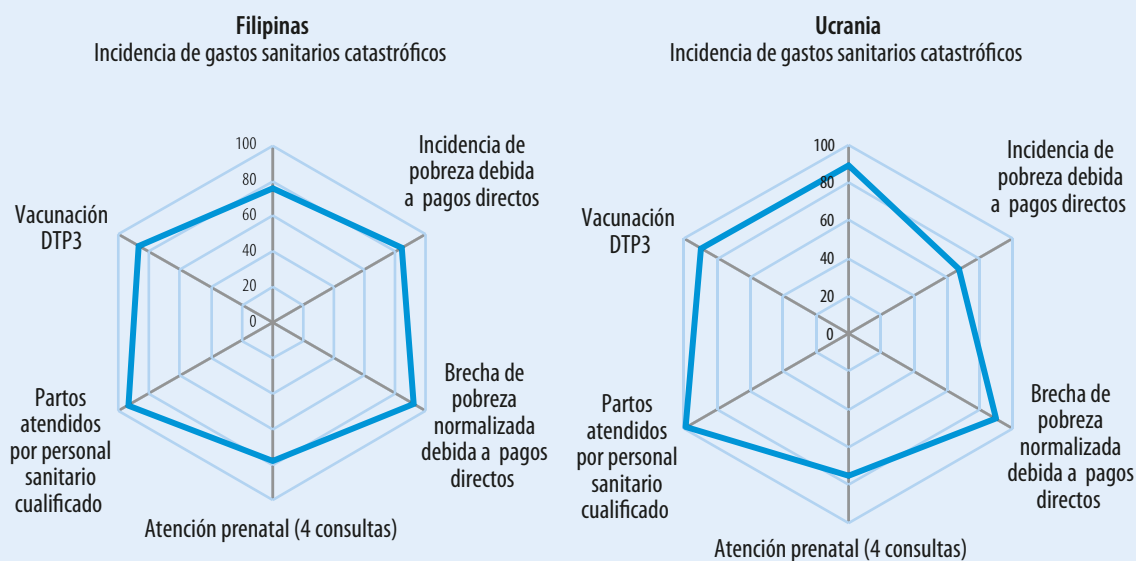 Filipinas
Incidencia de gastos sanitarios catastróficos
100
80
60
40
20
0
Incidencia de
pobreza debida
a pagos directos
Brecha de
pobreza
normalizada
debida a pagos
directos
Atención prenatal (4 consultas)
Partos
atendidos
por personal
sanitario
cualificado
Vacunación
DTP3
Ucrania
Incidencia de gastos sanitarios catastróficos
100
80
60
40
20
0
Incidencia de
pobreza debida
a pagos directos
Brecha de
pobreza
normalizada
debida a pagos
directos
Atención prenatal (4 consultas)
Partos
atendidos
por personal
sanitario
cualificado
Vacunación
DTP3